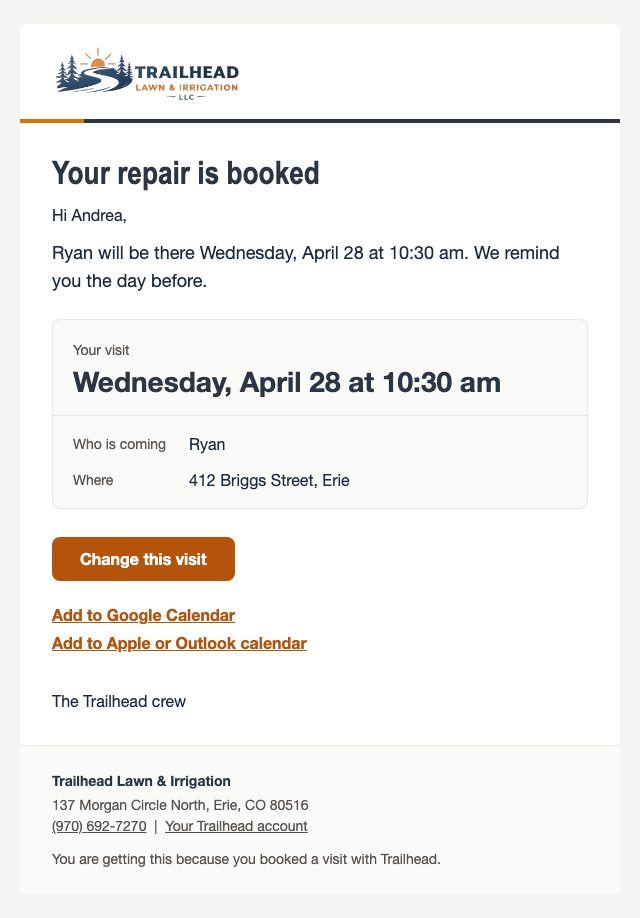 TRAILHEAD
LAWN & IRRIGATION
LLC
Your repair is booked
Hi Andrea,
Ryan will be there Wednesday, April 28 at 10:30 am. We remind
you the day before.
Your visit
Wednesday, April 28 at 10:30 am
Who is coming Ryan
Where 412 Briggs Street, Erie
Change this visit
Add to Google Calendar
Add to Apple or Outlook calendar
The Trailhead crew
Trailhead Lawn & Irrigation
137 Morgan Circle North, Erie, CO 80516
(970) 692-7270 | Your Trailhead account
You are getting this because you booked a visit with Trailhead.